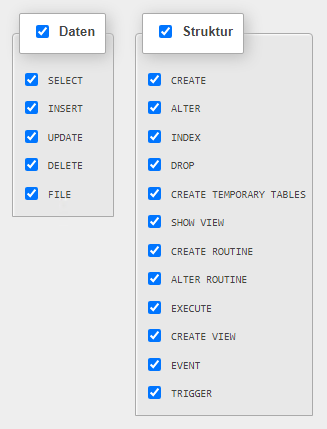 Daten
SELECT
INSERT
UPDATE
DELETE
FILE
Struktur
CREATE
ALTER
INDEX
DROP
CREATE TEMPORARY TABLES
SHOW VIEW
CREATE ROUTINE
ALTER ROUTINE
EXECUTE
CREATE VIEW
EVENT
TRIGGER